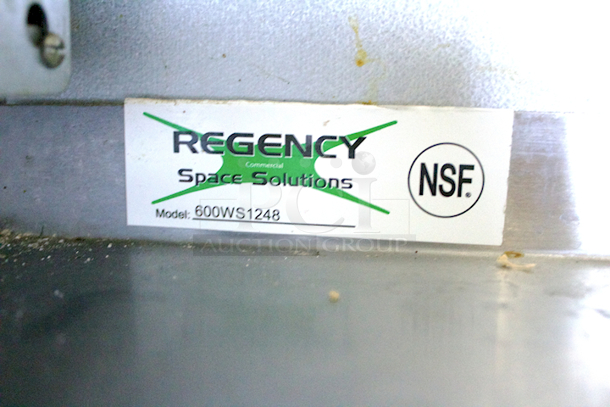 REGENCY
Commercial
Space Solutions
NSF®
Model: 600WS1248
PCI
AUCTION GROUP